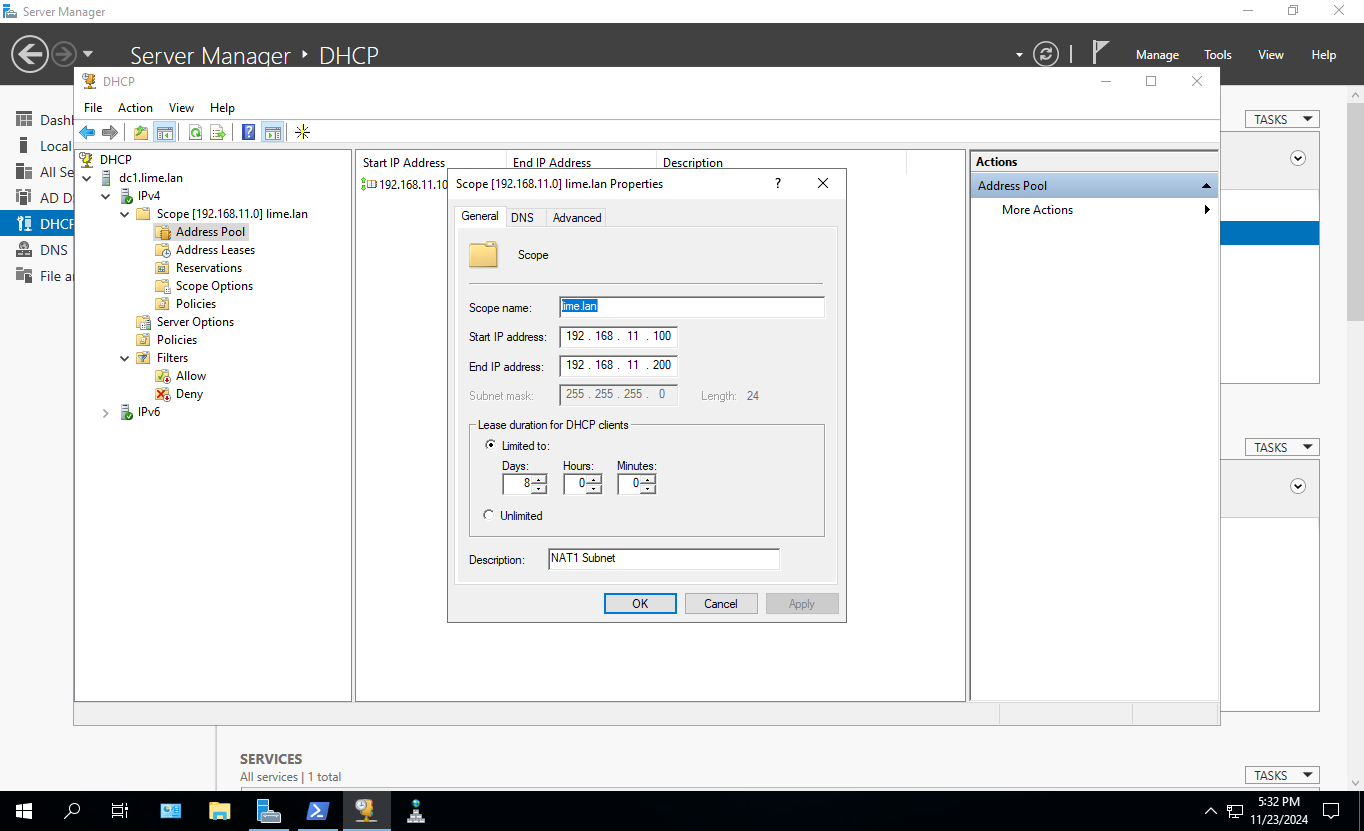 Server Manager
Server Manager • DHCP
Manage Tools View Help
DHCP
File Action View Help
Dashb
Local
All Se
AD D
DHCP
DNS
File a
TASKS
DHCP
dc1.lime.lan
IPv4
Scope [192.168.11.0] lime.lan
Address Pool
Address Leases
Reservations
Scope Options
Policies
Server Options
Policies
Filters
Allow
Deny
IPv6
Start IP Address End IP Address Description
192.168.11.10
Actions
Address Pool
More Actions
Scope [192.168.11.0] lime.lan Properties
?
General DNS Advanced
Scope
Scope name: lime.lan
Start IP address: 192 . 168 . 11 . 100
End IP address: 192 . 168 . 11 . 200
Subnet mask: 255 . 255 . 255 . 0 Length: 24
Lease duration for DHCP clients
Limited to:
Days: Hours: Minutes:
8 0 0
Unlimited
Description: NAT1 Subnet
OK Cancel Apply
TASKS
SERVICES
All services | 1 total
TASKS
5:32 PM
11/23/2024